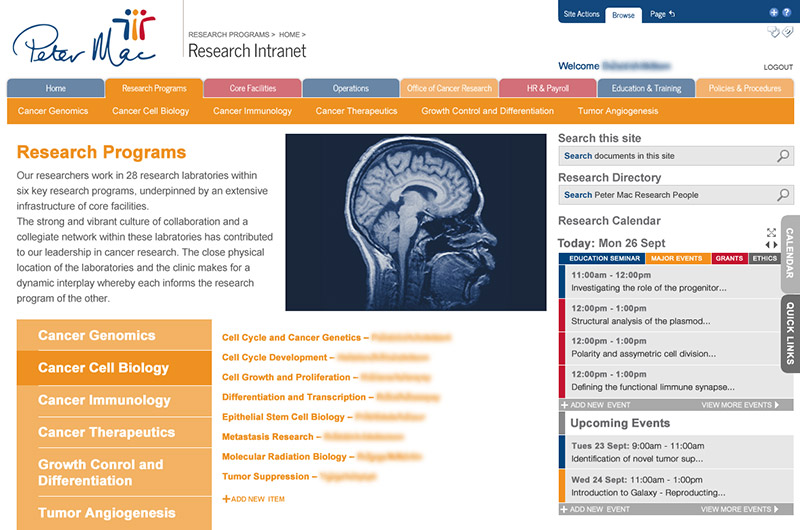 Peter Mac
RESEARCH PROGRAMS > HOME >
Research Intranet
Site Actions Browse Page
Welcome
LOGOUT
Home Research Programs Core Facilities Operations Office of Cancer Research HR & Payroll Education & Training Policies & Procedures
Cancer Genomics Cancer Cell Biology Cancer Immunology Cancer Therapeutics Growth Control and Differentiation Tumor Angiogenesis
Research Programs
Our researchers work in 28 research labratories within
six key research programs, underpinned by an extensive
infrastructure of core facilities.
The strong and vibrant culture of collaboration and a
collegiate network within these labratories has contributed
to our leadership in cancer research. The close physical
location of the laboratories and the clinic makes for a
dynamic interplay whereby each informs the research
program of the other.
Cancer Genomics
Cancer Cell Biology
Cancer Immunology
Cancer Therapeutics
Growth Conrol and
Differentiation
Tumor Angiogenesis
Cell Cycle and Cancer Genetics –
Cell Cycle Development –
Cell Growth and Proliferation –
Differentiation and Transcription –
Epithelial Stem Cell Biology –
Metastasis Research –
Molecular Radiation Biology –
Tumor Suppression –
+ ADD NEW ITEM
Search this site
Search documents in this site
Research Directory
Search Peter Mac Research People
Research Calendar
Today: Mon 26 Sept
EDUCATION SEMINAR MAJOR EVENTS GRANTS ETHICS
11:00am - 12:00pm
Investigating the role of the progenitor...
12:00pm - 1:00pm
Structural analysis of the plasmod...
12:00pm - 1:00pm
Polarity and assymetric cell division...
12:00pm - 1:00pm
Defining the functional limmune synapse...
+ ADD NEW EVENT VIEW MORE EVENTS
Upcoming Events
Tues 23 Sept: 9:00am - 11:00am
Identification of novel tumor sup...
Wed 24 Sept: 11:00am - 1:00pm
Introduction to Galaxy - Reproducting...
+ ADD NEW EVENT VIEW MORE EVENTS
CALENDAR
QUICK LINKS